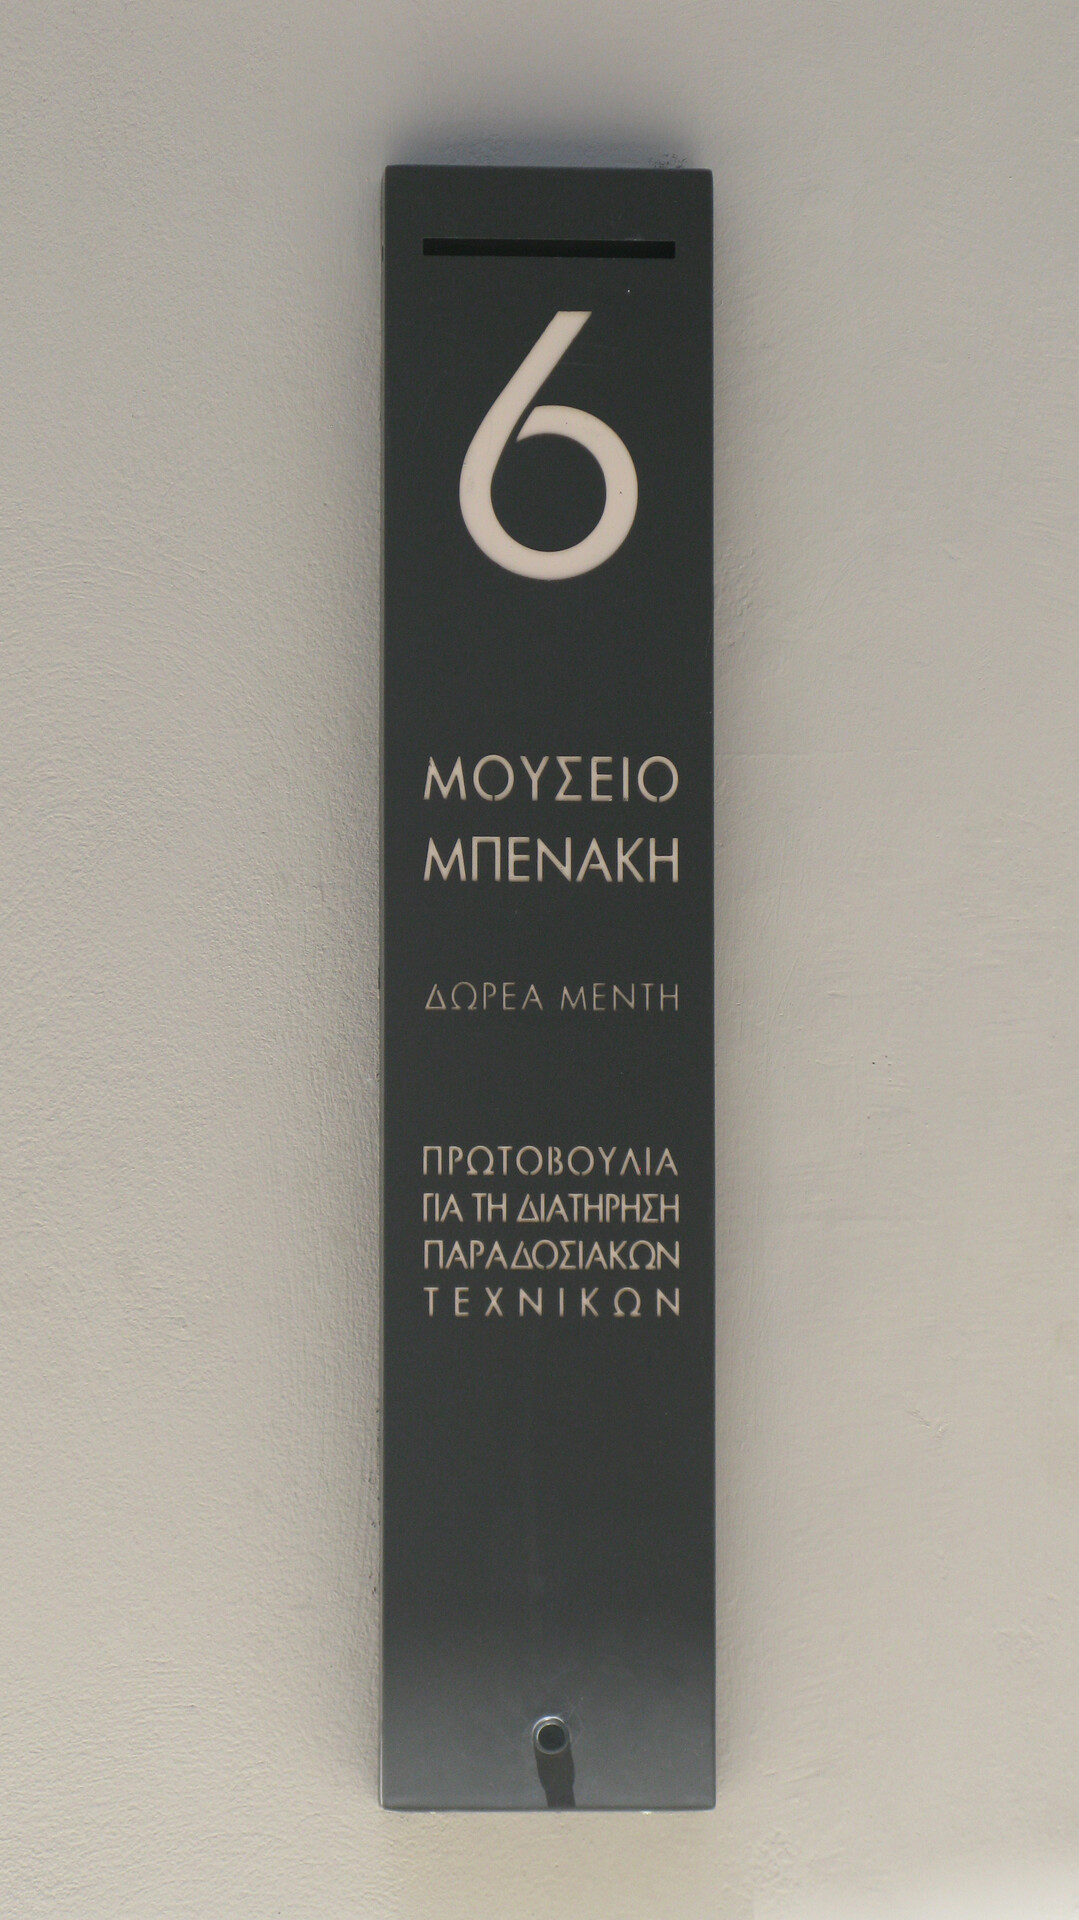 6
ΜΟΥΣΕΙΟ
ΜΠΕΝΑΚΗ
ΔΩΡΕΑ ΜΕΝΤΗ
ΠΡΩΤΟΒΟΥΛΙΑ
ΓΙΑ ΤΗ ΔΙΑΤΗΡΗΣΗ
ΠΑΡΑΔΟΣΙΑΚΩΝ
ΤΕΧΝΙΚΩΝ